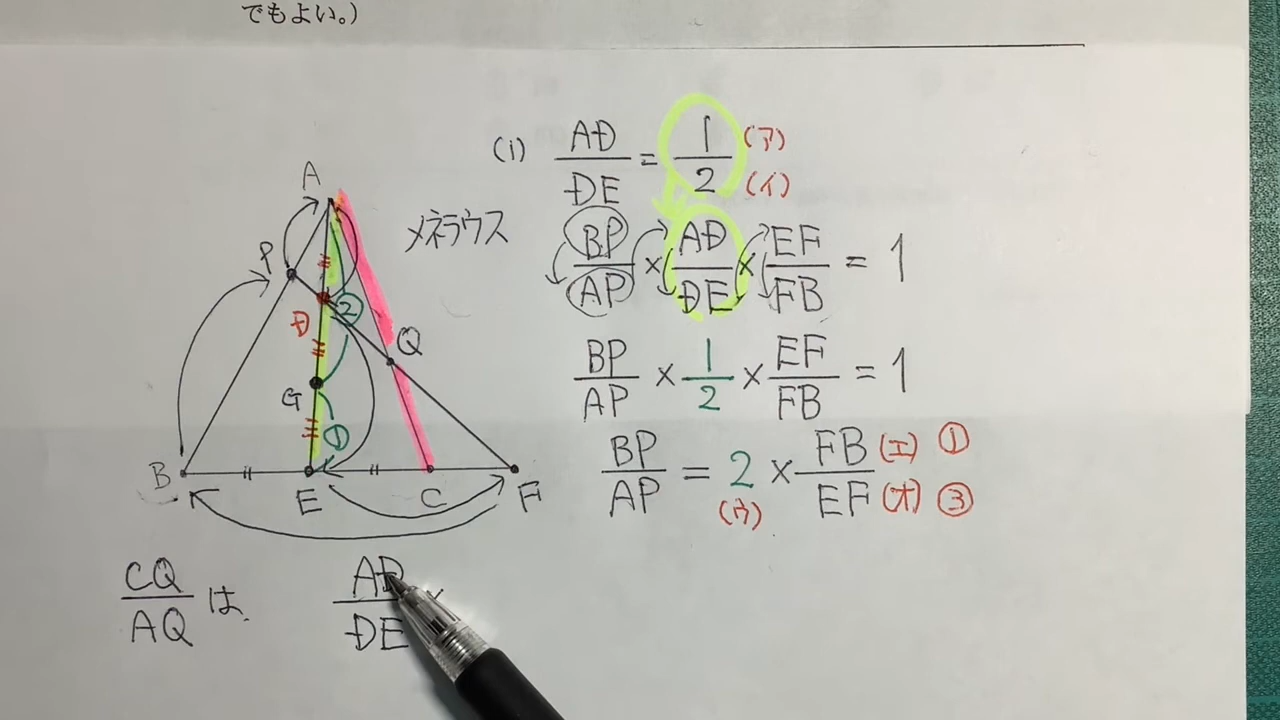 でもよい。)
(i) AD/DE = 1/2 (ア) (イ)
メネラウス BP/AP × AD/DE × EF/FB = 1
BP/AP × 1/2 × EF/FB = 1
BP/AP = 2 × FB/EF (ウ) (エ) ① (オ) ③
A
P
D
②
Q
G
①
B E C F
CQ/AQ は AD/DE ×